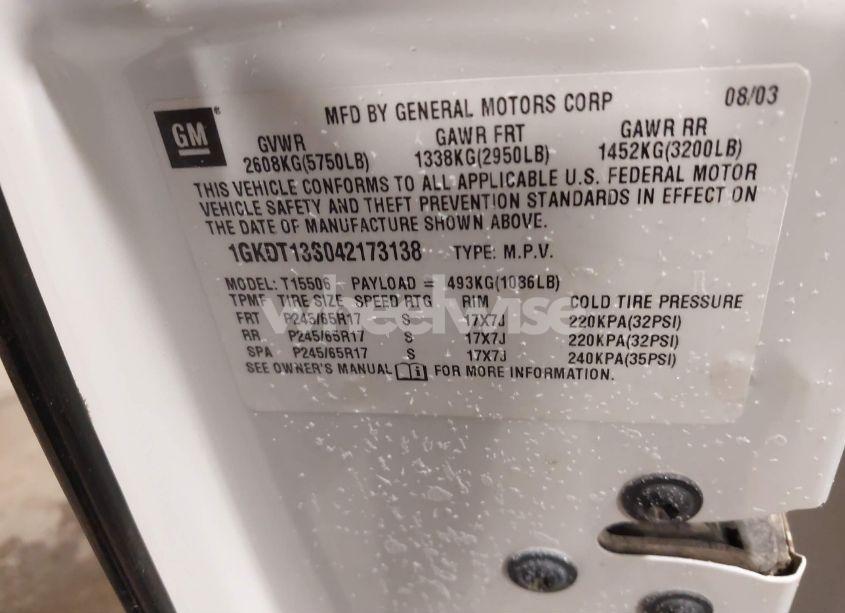 MFD BY GENERAL MOTORS CORP 08/03
GM
GVWR GAWR FRT GAWR RR
2608KG(5750LB) 1338KG(2950LB) 1452KG(3200LB)
THIS VEHICLE CONFORMS TO ALL APPLICABLE U.S. FEDERAL MOTOR
VEHICLE SAFETY AND THEFT PREVENTION STANDARDS IN EFFECT ON
THE DATE OF MANUFACTURE SHOWN ABOVE.
1GKDT13S042173138 TYPE: M.P.V.
MODEL: T15506 PAYLOAD = 493KG(1086LB)
TPMF TIRE SIZE SPEED RTG RIM COLD TIRE PRESSURE
FRT P245/65R17 S 17X7J 220KPA(32PSI)
RR P245/65R17 S 17X7J 220KPA(32PSI)
SPA P245/65R17 S 17X7J 240KPA(35PSI)
SEE OWNER'S MANUAL FOR MORE INFORMATION.
wheelwise